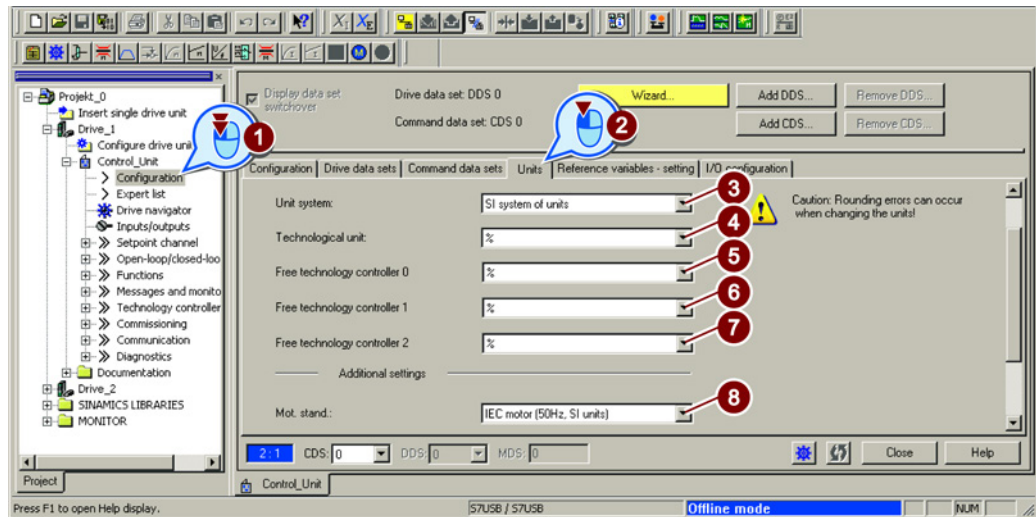 Projekt_0
Insert single drive unit
Drive_1
Configure drive uni
Control_Unit
Configuration
Expert list
Drive navigator
Inputs/outputs
Setpoint channel
Open-loop/closed-loo
Functions
Messages and monito
Technology controller
Commissioning
Communication
Diagnostics
Documentation
Drive_2
SINAMICS LIBRARIES
MONITOR
Project
1
Display data set
switchover
Drive data set: DDS 0
Command data set: CDS 0
Wizard...
Add DDS...
Remove DDS...
Add CDS...
Remove CDS...
2
Configuration Drive data sets Command data sets Units Reference variables - setting I/O configuration
Unit system: SI system of units 3
Caution: Rounding errors can occur
when changing the units!
Technological unit: % 4
Free technology controller 0 % 5
Free technology controller 1 % 6
Free technology controller 2 % 7
Additional settings
Mot. stand.: IEC motor (50Hz, SI units) 8
2:1 CDS: 0 DDS: 0 MDS: 0 Close Help
Control_Unit
Press F1 to open Help display. S7USB / S7USB Offline mode NUM